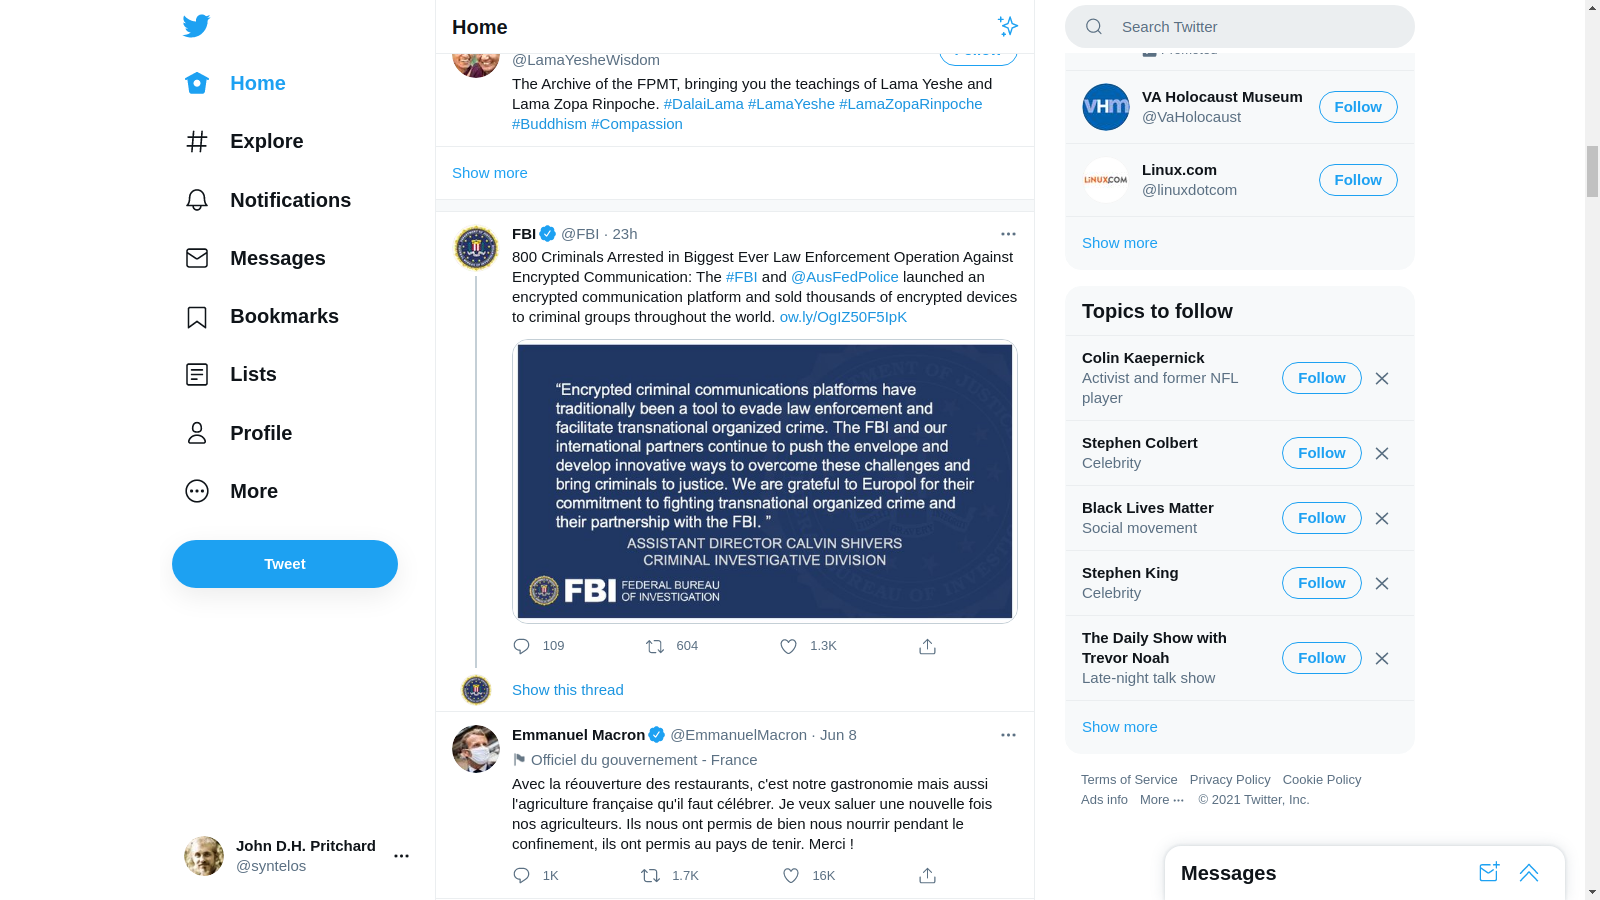 Home
Explore
Notifications
Messages
Bookmarks
Lists
Profile
More
Tweet
John D.H. Pritchard
@syntelos
Home
@LamaYesheWisdom
The Archive of the FPMT, bringing you the teachings of Lama Yeshe and
Lama Zopa Rinpoche. #DalaiLama #LamaYeshe #LamaZopaRinpoche
#Buddhism #Compassion
Show more
FBI @FBI · 23h
800 Criminals Arrested in Biggest Ever Law Enforcement Operation Against
Encrypted Communication: The #FBI and @AusFedPolice launched an
encrypted communication platform and sold thousands of encrypted devices
to criminal groups throughout the world. ow.ly/OgIZ50F5IpK
“Encrypted criminal communications platforms have
traditionally been a tool to evade law enforcement and
facilitate transnational organized crime. The FBI and our
international partners continue to push the envelope and
develop innovative ways to overcome these challenges and
bring criminals to justice. We are grateful to Europol for their
commitment to fighting transnational organized crime and
their partnership with the FBI. ”
ASSISTANT DIRECTOR CALVIN SHIVERS
CRIMINAL INVESTIGATIVE DIVISION
FBI FEDERAL BUREAU
OF INVESTIGATION
109 604 1.3K
Show this thread
Emmanuel Macron @EmmanuelMacron · Jun 8
Officiel du gouvernement - France
Avec la réouverture des restaurants, c'est notre gastronomie mais aussi
l'agriculture française qu'il faut célébrer. Je veux saluer une nouvelle fois
nos agriculteurs. Ils nous ont permis de bien nous nourrir pendant le
confinement, ils ont permis au pays de tenir. Merci !
1K 1.7K 16K
Search Twitter
VHM
VA Holocaust Museum
@VaHolocaust
Follow
LINUX.COM
Linux.com
@linuxdotcom
Follow
Show more
Topics to follow
Colin Kaepernick
Activist and former NFL
player
Follow
Stephen Colbert
Celebrity
Follow
Black Lives Matter
Social movement
Follow
Stephen King
Celebrity
Follow
The Daily Show with
Trevor Noah
Late-night talk show
Follow
Show more
Terms of Service Privacy Policy Cookie Policy
Ads info More ··· © 2021 Twitter, Inc.
Messages